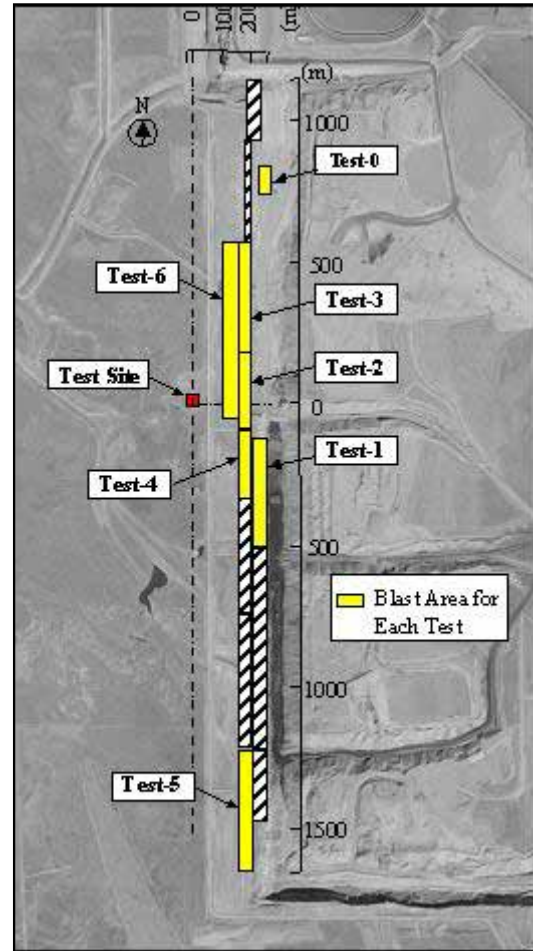 0
100
200
(m)
(m)
N
1000
Test-0
500
Test-6
Test-3
Test Site
Test-2
0
Test-1
Test-4
500
Blast Area for
Each Test
1000
Test-5
1500